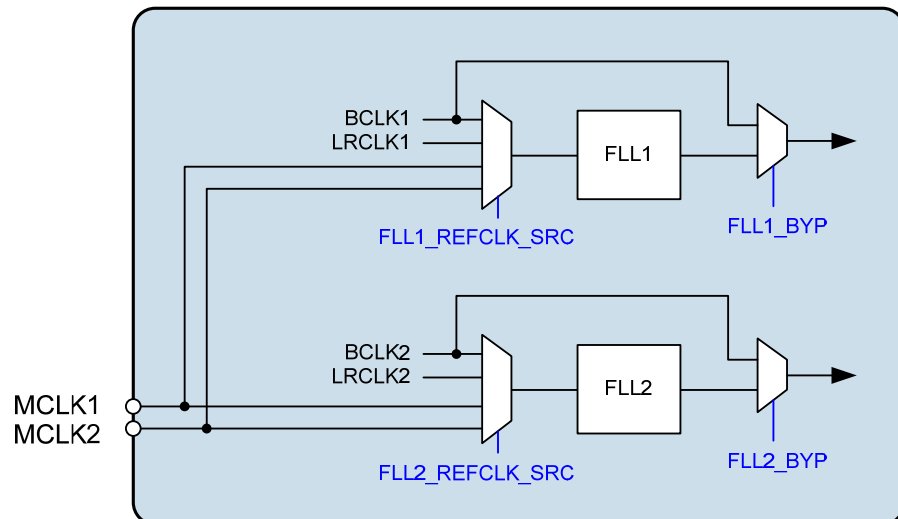 BCLK1
LRCLK1
FLL1
FLL1_REFCLK_SRC
FLL1_BYP
BCLK2
LRCLK2
FLL2
MCLK1
MCLK2
FLL2_REFCLK_SRC
FLL2_BYP